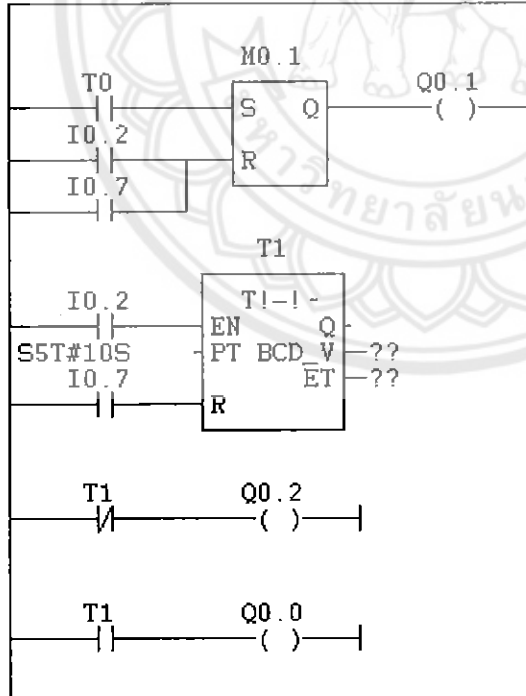 M0.1
T0
Q0.1
S Q
I0.2
R
I0.7
T1
I0.2
T!-!-
EN Q
S5T#10S
PT BCD_V ??
I0.7
ET ??
R
T1 Q0.2
( )
T1 Q0.0
( )